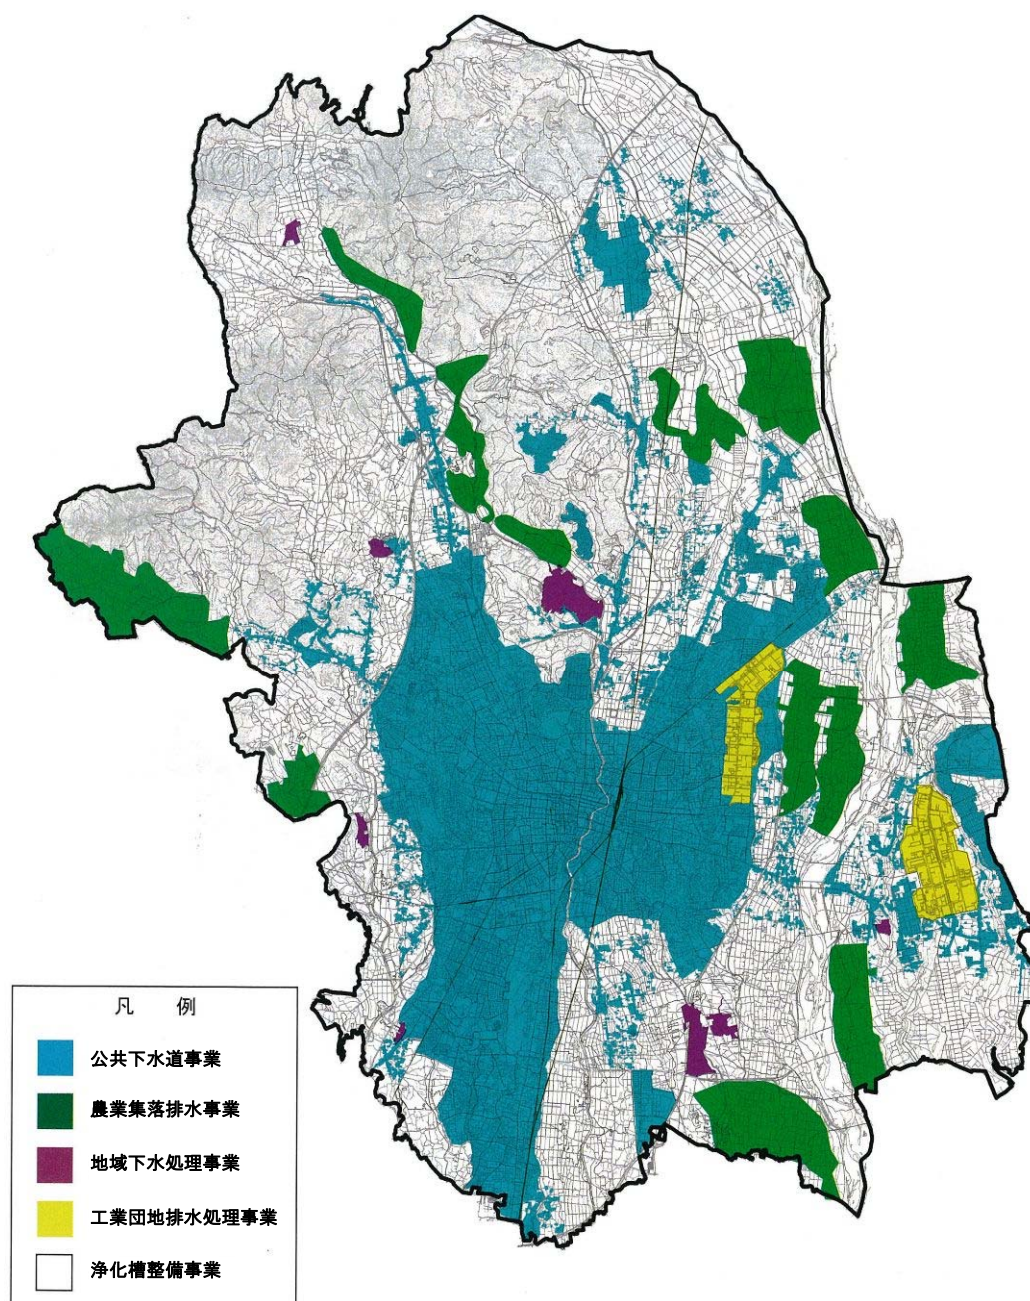 凡 例
公共下水道事業
農業集落排水事業
地域下水処理事業
工業団地排水処理事業
浄化槽整備事業